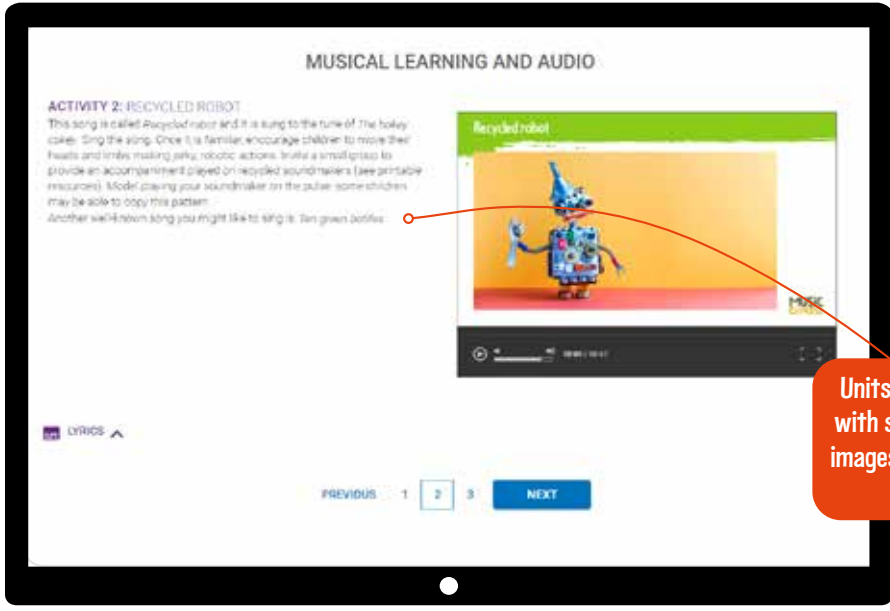 MUSICAL LEARNING AND AUDIO
ACTIVITY 2: RECYCLED ROBOT
This song is called Recycled robot and it is sung to the tune of The hokey
cokey. Sing the song. Once it is familiar, encourage children to move their
heads and limbs making jerky, robotic actions. Invite a small group to
provide an accompaniment played on recycled soundmakers (see printable
resources). Model playing your soundmaker on the pulse: some children
may be able to copy this pattern.
Another well-known song you might like to sing is: Ten green bottles.
Recycled robot
MUSIC
Units
with s
images
LYRICS
PREVIOUS 1 2 3 NEXT